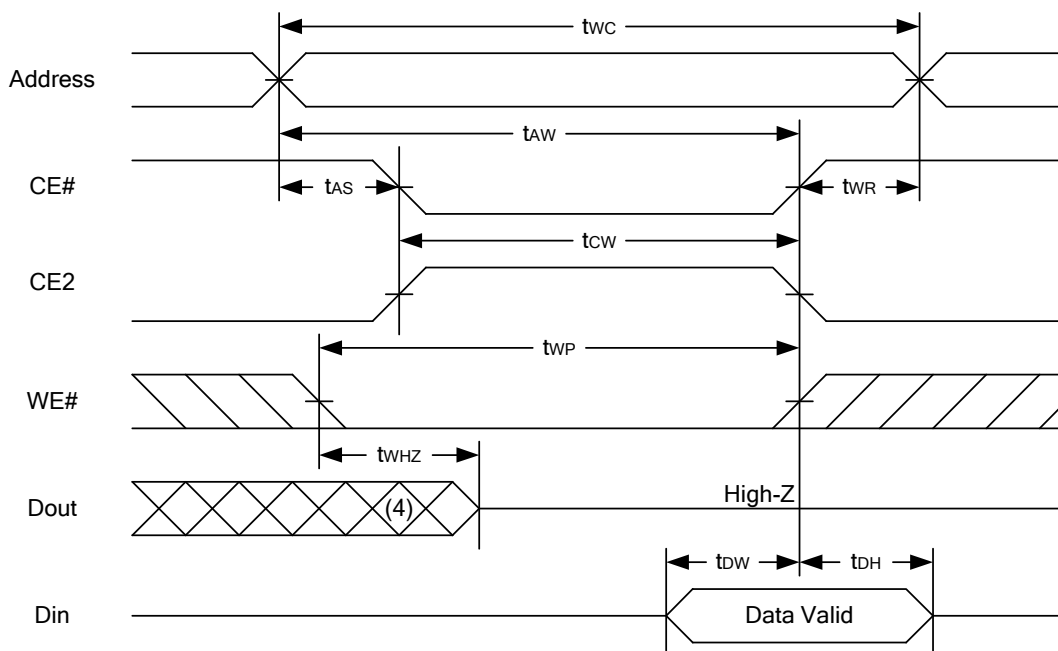 tWC
Address
tAW
CE#
tAS
tWR
tCW
CE2
tWP
WE#
tWHZ
Dout
(4)
High-Z
tDW
tDH
Din
Data Valid